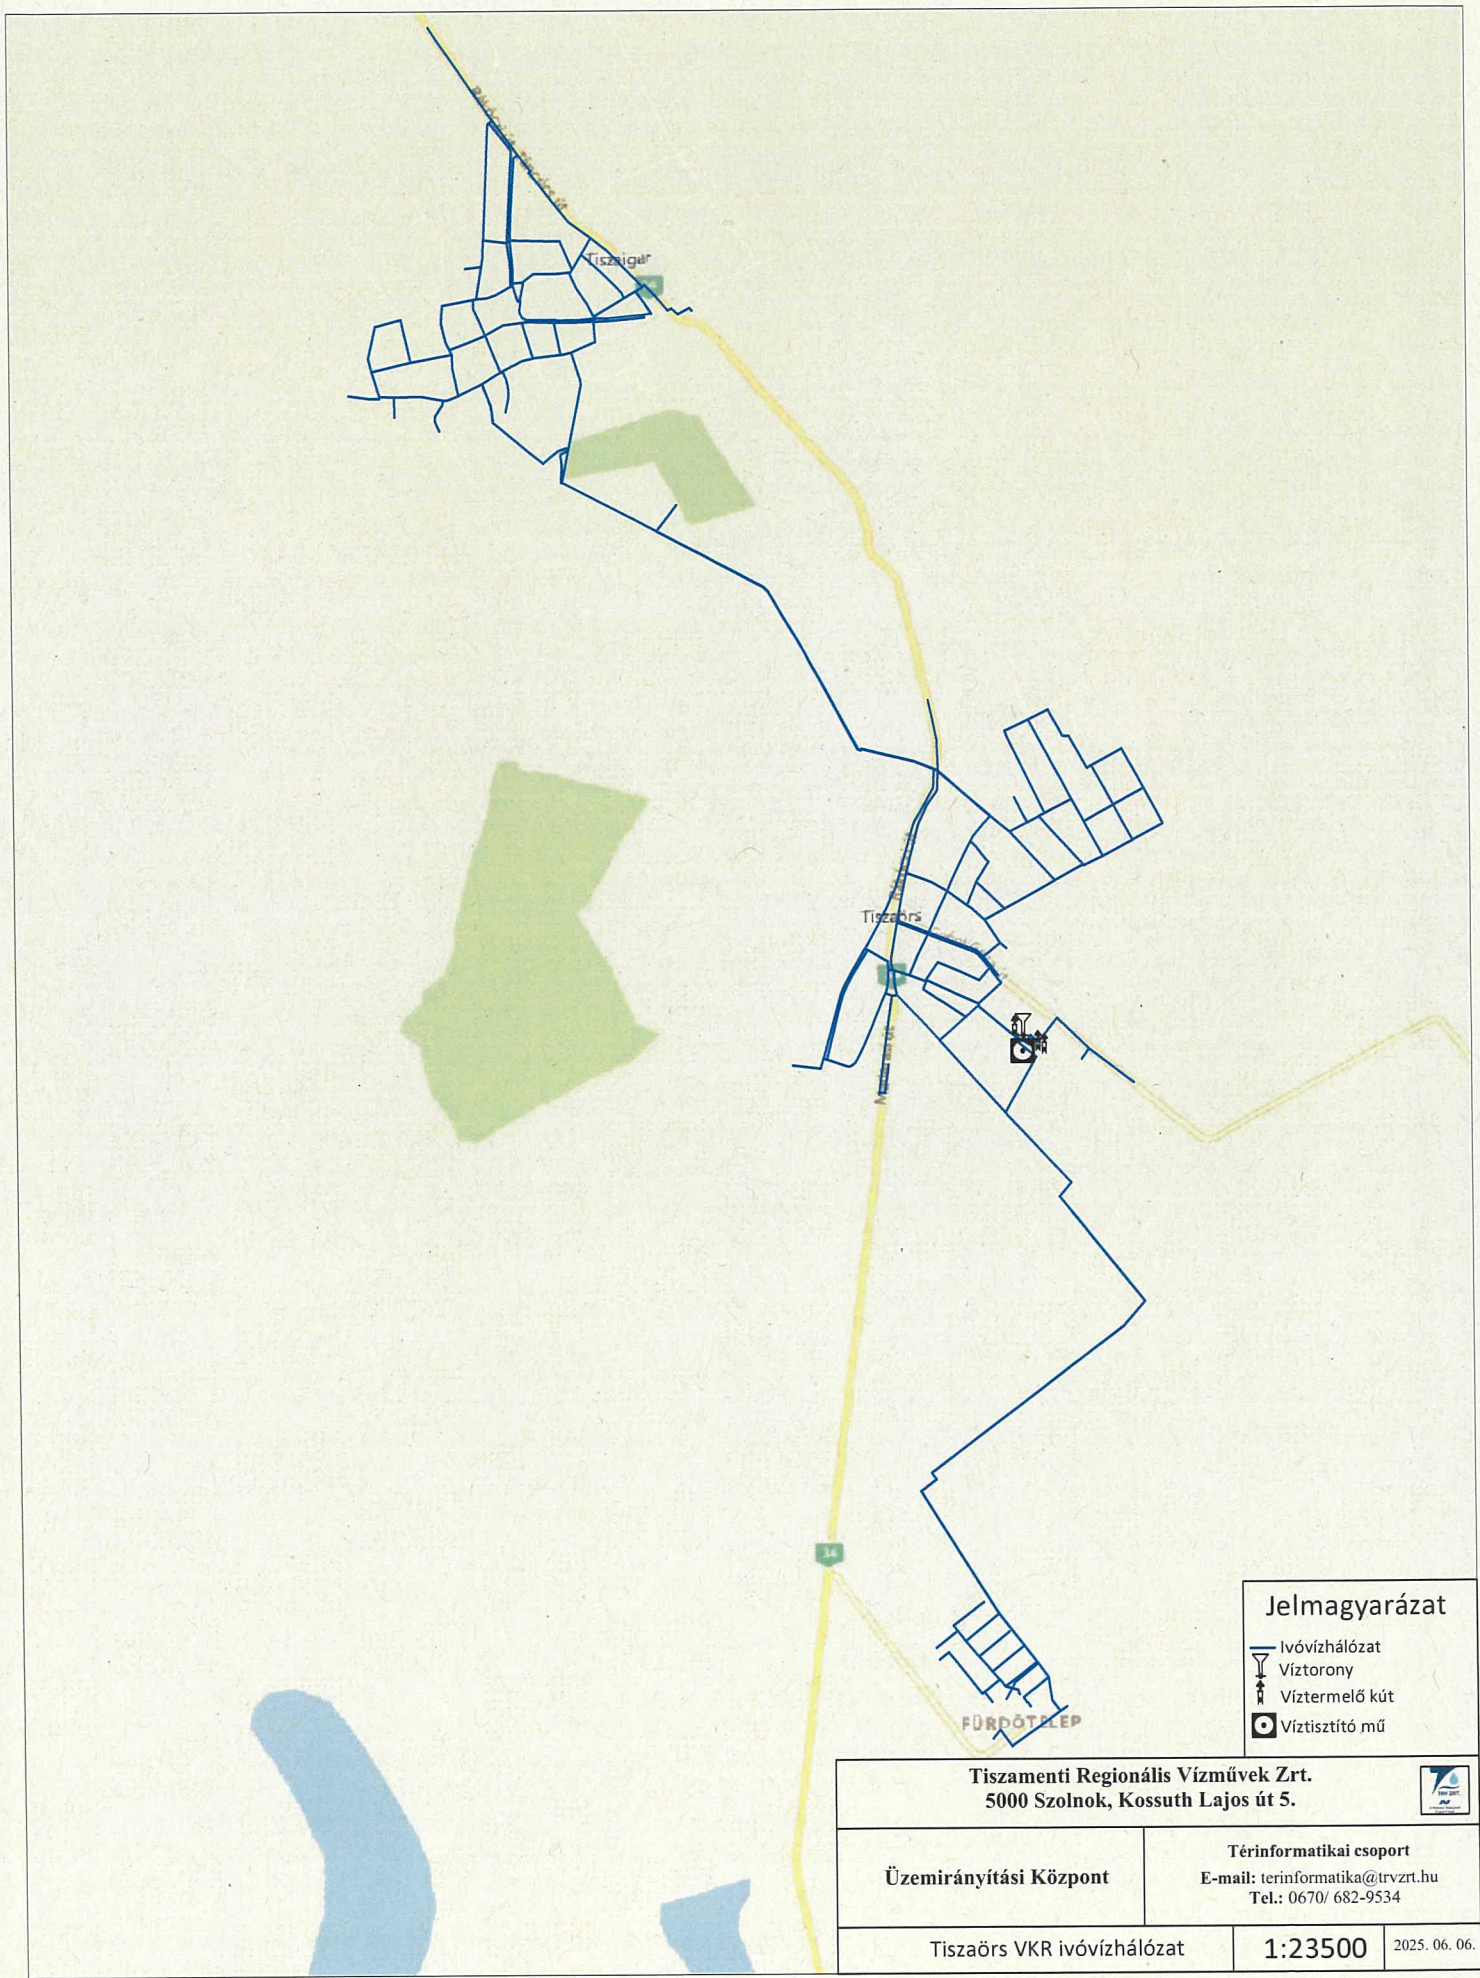 Tiszaigar
Tiszaörs
34
FÜRDŐTELEP
Jelmagyarázat
Ivóvízhálózat
Víztorony
Víztermelő kút
Víztisztító mű
Tiszamenti Regionális Vízművek Zrt.
5000 Szolnok, Kossuth Lajos út 5.
TRV ZRT.
Üzemirányítási Központ
Térinformatikai csoport
E-mail: terinformatika@trvzrt.hu
Tel.: 0670/ 682-9534
Tiszaörs VKR ivóvízhálózat
1:23500
2025. 06. 06.